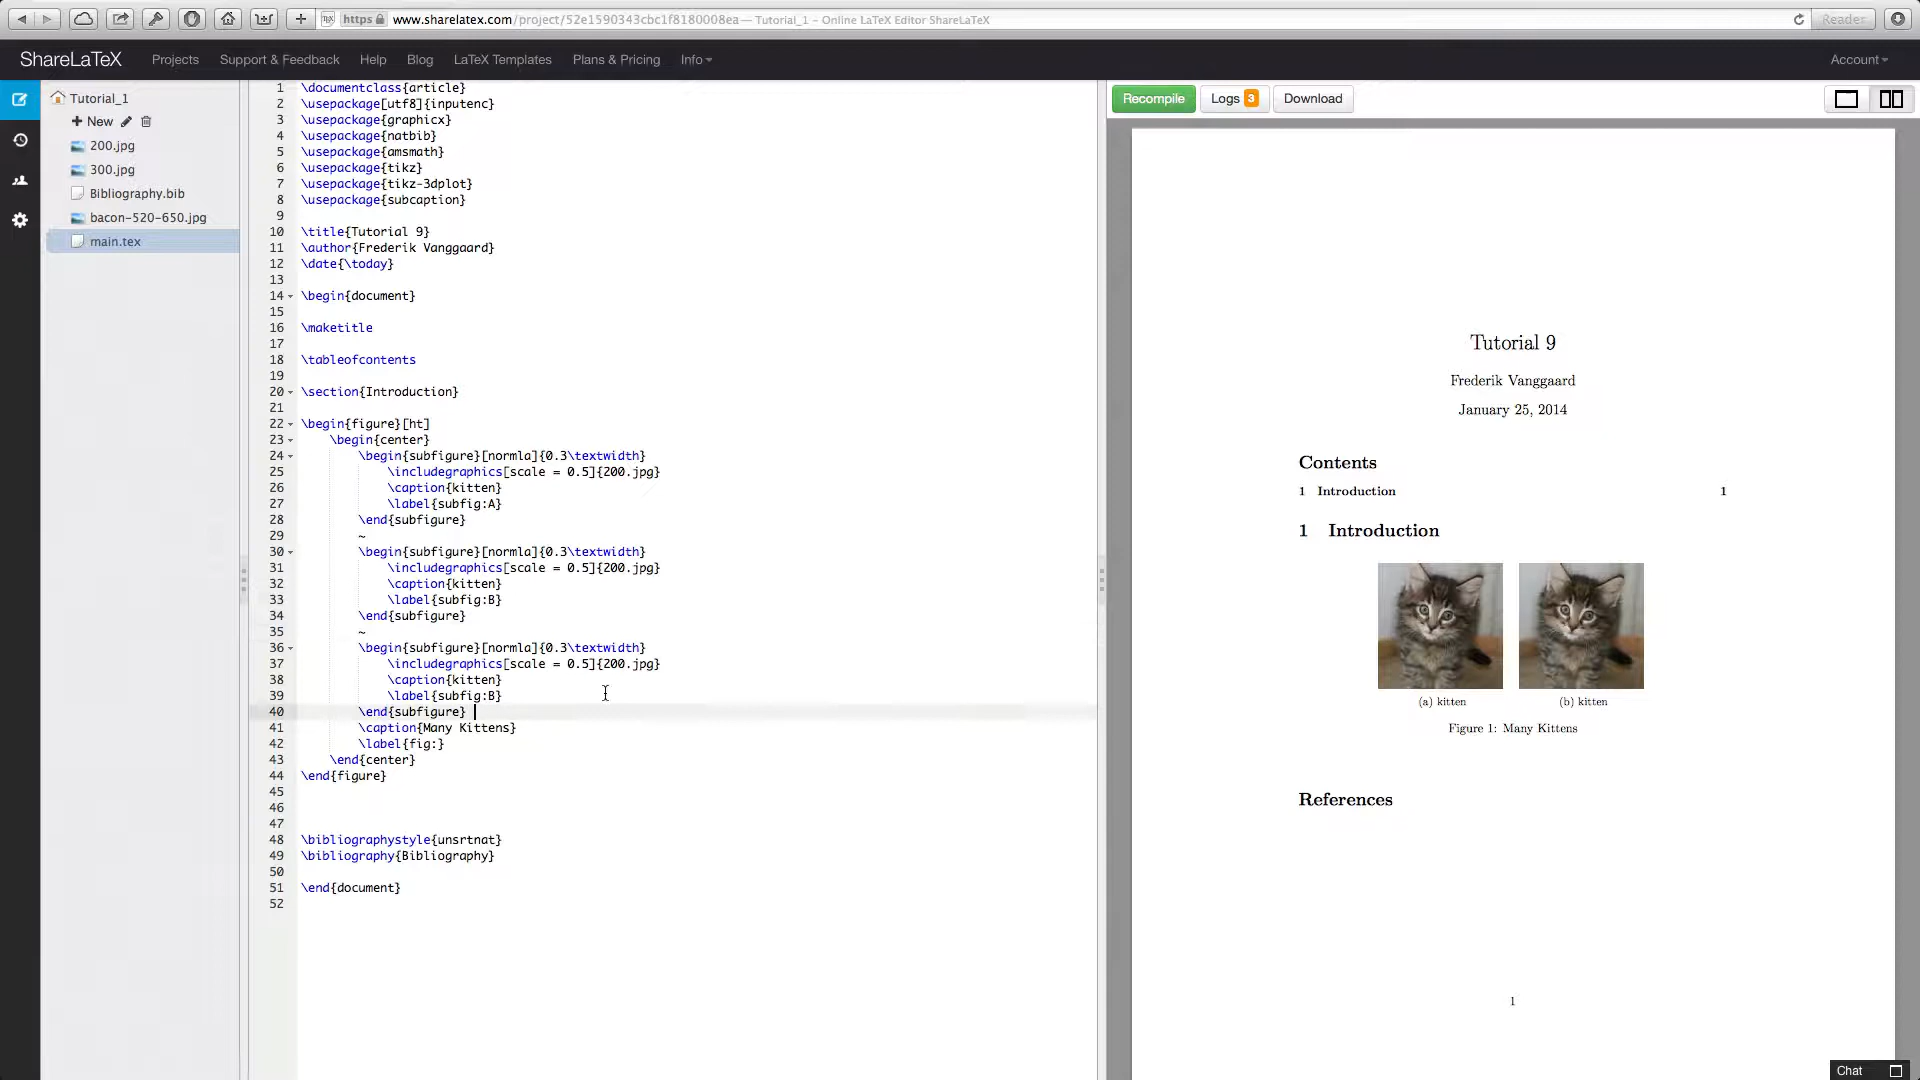 https www.sharelatex.com/project/52e1590343cbc1f8180008ea — Tutorial_1 – Online LaTeX Editor ShareLaTeX Reader
ShareLaTeX Projects Support & Feedback Help Blog LaTeX Templates Plans & Pricing Info Account
Tutorial_1
New
200.jpg
300.jpg
Bibliography.bib
bacon-520-650.jpg
main.tex
1 \documentclass{article}
2 \usepackage[utf8]{inputenc}
3 \usepackage{graphicx}
4 \usepackage{natbib}
5 \usepackage{amsmath}
6 \usepackage{tikz}
7 \usepackage{tikz-3dplot}
8 \usepackage{subcaption}
9
10 \title{Tutorial 9}
11 \author{Frederik Vanggaard}
12 \date{\today}
13
14 \begin{document}
15
16 \maketitle
17
18 \tableofcontents
19
20 \section{Introduction}
21
22 \begin{figure}[ht]
23 \begin{center}
24 \begin{subfigure}[normla]{0.3\textwidth}
25 \includegraphics[scale = 0.5]{200.jpg}
26 \caption{kitten}
27 \label{subfig:A}
28 \end{subfigure}
29 ~
30 \begin{subfigure}[normla]{0.3\textwidth}
31 \includegraphics[scale = 0.5]{200.jpg}
32 \caption{kitten}
33 \label{subfig:B}
34 \end{subfigure}
35 ~
36 \begin{subfigure}[normla]{0.3\textwidth}
37 \includegraphics[scale = 0.5]{200.jpg}
38 \caption{kitten}
39 \label{subfig:B}
40 \end{subfigure}
41 \caption{Many Kittens}
42 \label{fig:}
43 \end{center}
44 \end{figure}
45
46
47
48 \bibliographystyle{unsrtnat}
49 \bibliography{Bibliography}
50
51 \end{document}
52
Recompile Logs 3 Download
Tutorial 9
Frederik Vanggaard
January 25, 2014
Contents
1 Introduction 1
1 Introduction
(a) kitten (b) kitten
Figure 1: Many Kittens
References
1
Chat